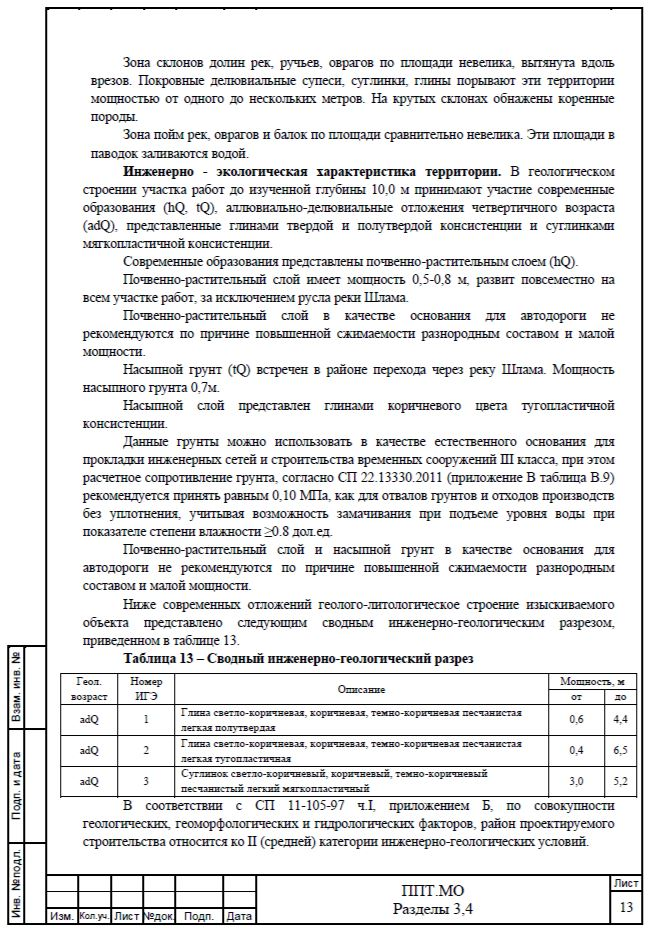 Зона склонов долин рек, ручьев, оврагов по площади невелика, вытянута вдоль
врезов. Покровные делювиальные супеси, суглинки, глины порывают эти территории
мощностью от одного до нескольких метров. На крутых склонах обнажены коренные
породы.
Зона пойм рек, оврагов и балок по площади сравнительно невелика. Эти площади в
паводок заливаются водой.
Инженерно - экологическая характеристика территории. В геологическом
строении участка работ до изученной глубины 10,0 м принимают участие современные
образования (hQ, tQ), аллювиально-делювиальные отложения четвертичного возраста
(adQ), представленные глинами твердой и полутвердой консистенции и суглинками
мягкопластичной консистенции.
Современные образования представлены почвенно-растительным слоем (hQ).
Почвенно-растительный слой имеет мощность 0,5-0,8 м, развит повсеместно на
всем участке работ, за исключением русла реки Шлама.
Почвенно-растительный слой в качестве основания для автодороги не
рекомендуются по причине повышенной сжимаемости разнородным составом и малой
мощности.
Насыпной грунт (tQ) встречен в районе перехода через реку Шлама. Мощность
насыпного грунта 0,7м.
Насыпной слой представлен глинами коричневого цвета тугопластичной
консистенции.
Данные грунты можно использовать в качестве естественного основания для
прокладки инженерных сетей и строительства временных сооружений III класса, при этом
расчетное сопротивление грунта, согласно СП 22.13330.2011 (приложение В таблица В.9)
рекомендуется принять равным 0,10 МПа, как для отвалов грунтов и отходов производств
без уплотнения, учитывая возможность замачивания при подъеме уровня воды при
показателе степени влажности ≥0.8 дол.ед.
Почвенно-растительный слой и насыпной грунт в качестве основания для
автодороги не рекомендуются по причине повышенной сжимаемости разнородным
составом и малой мощности.
Ниже современных отложений геолого-литологическое строение изыскиваемого
объекта представлено следующим сводным инженерно-геологическим разрезом,
приведенном в таблице 13.
Таблица 13 – Сводный инженерно-геологический разрез
Геол. возраст Номер ИГЭ Описание Мощность, м
от до
adQ 1 Глина светло-коричневая, коричневая, темно-коричневая песчанистая 0,6 4,4
легкая полутвердая
adQ 2 Глина светло-коричневая, коричневая, темно-коричневая песчанистая 0,4 6,5
легкая тугопластичная
adQ 3 Суглинок светло-коричневый, коричневый, темно-коричневый 3,0 5,2
песчанистый легкий мягкопластичный
В соответствии с СП 11-105-97 ч.I, приложением Б, по совокупности
геологических, геоморфологических и гидрологических факторов, район проектируемого
строительства относится ко II (средней) категории инженерно-геологических условий.
Взам. инв. №
Подп. и дата
Инв. №подл.
Изм. Кол.уч. Лист №док. Подп. Дата
ППТ.МО
Разделы 3,4
Лист
13